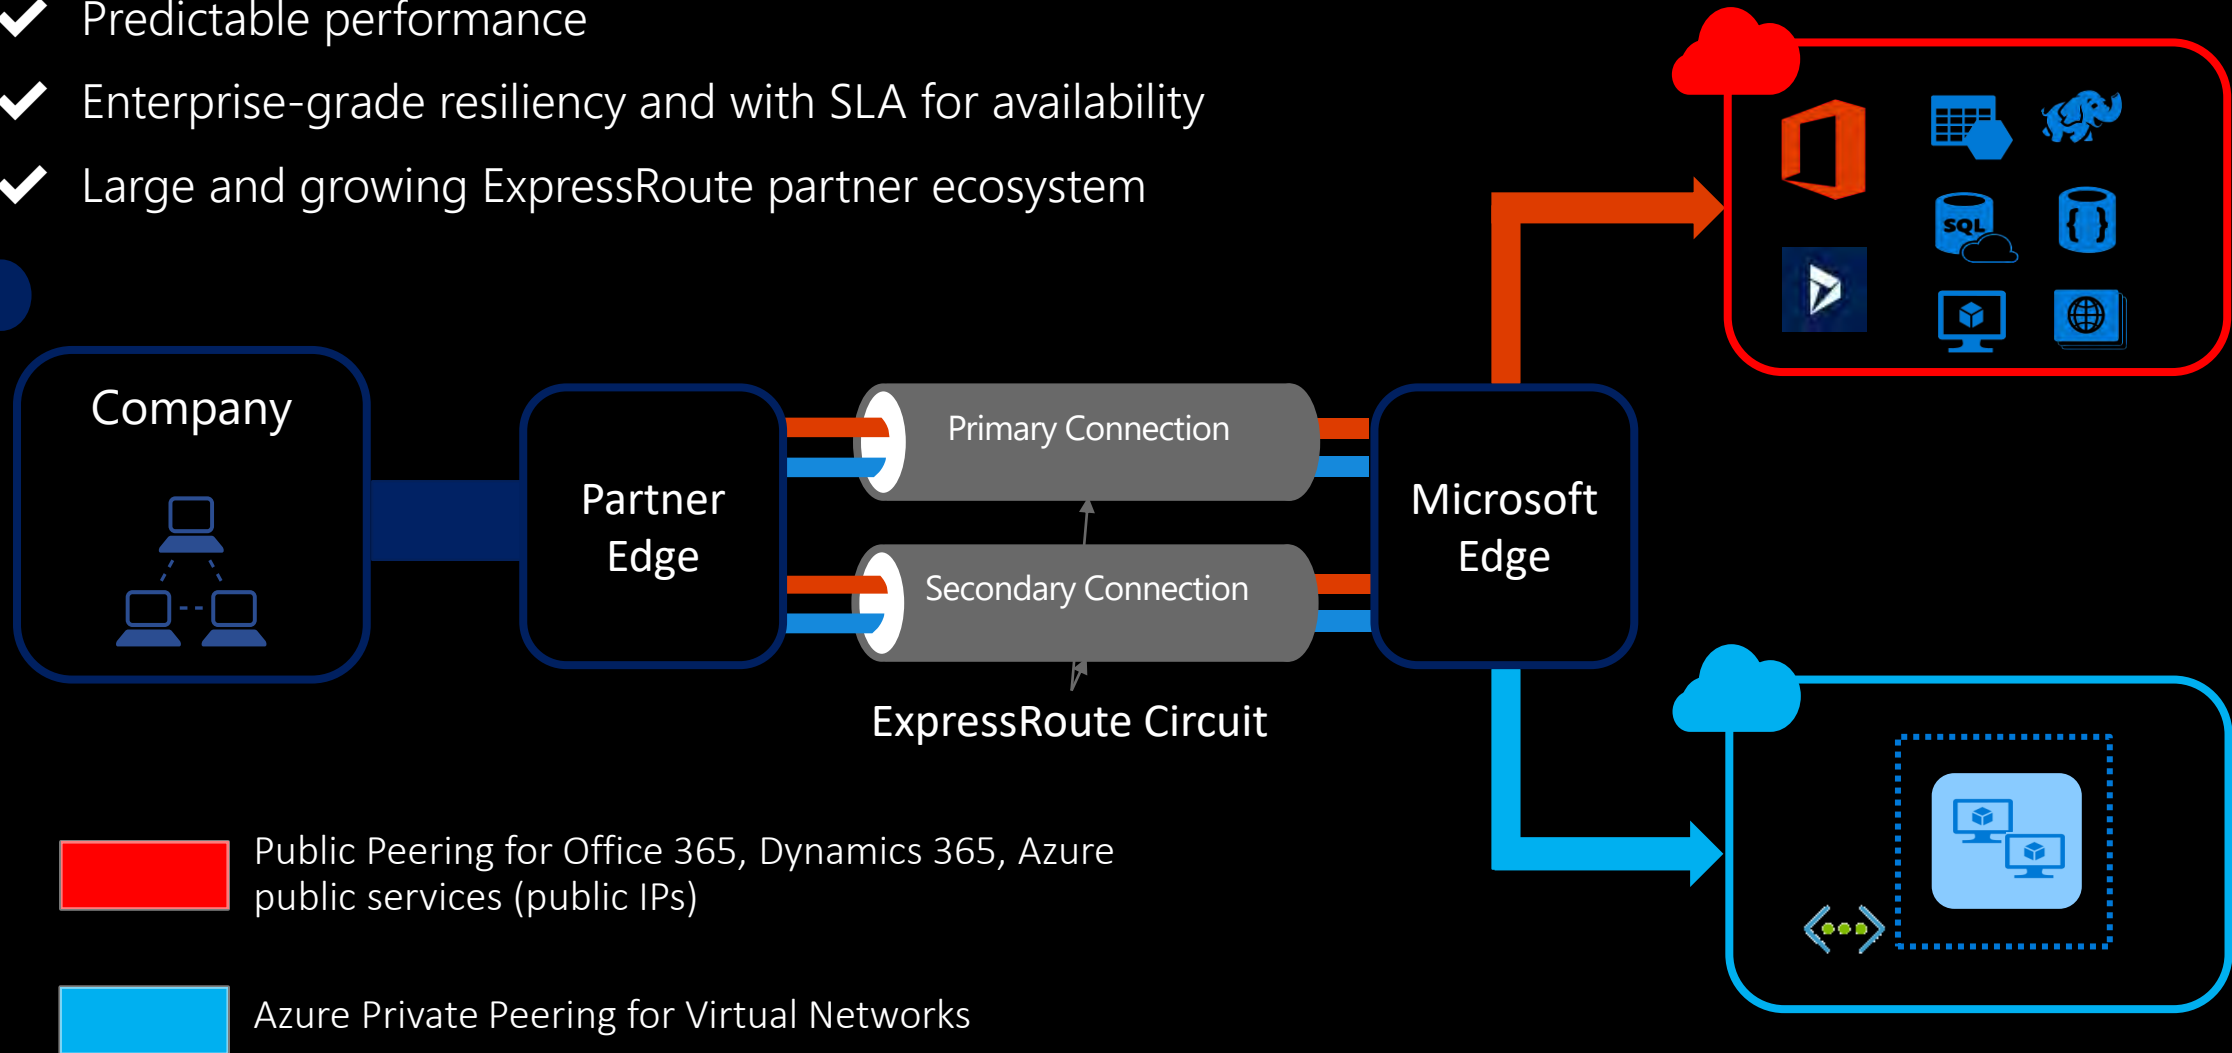 Predictable performance
Enterprise-grade resiliency and with SLA for availability
Large and growing ExpressRoute partner ecosystem
SQL
{ }
Company
Partner
Edge
Primary Connection
Secondary Connection
ExpressRoute Circuit
Microsoft
Edge
Public Peering for Office 365, Dynamics 365, Azure
public services (public IPs)
Azure Private Peering for Virtual Networks